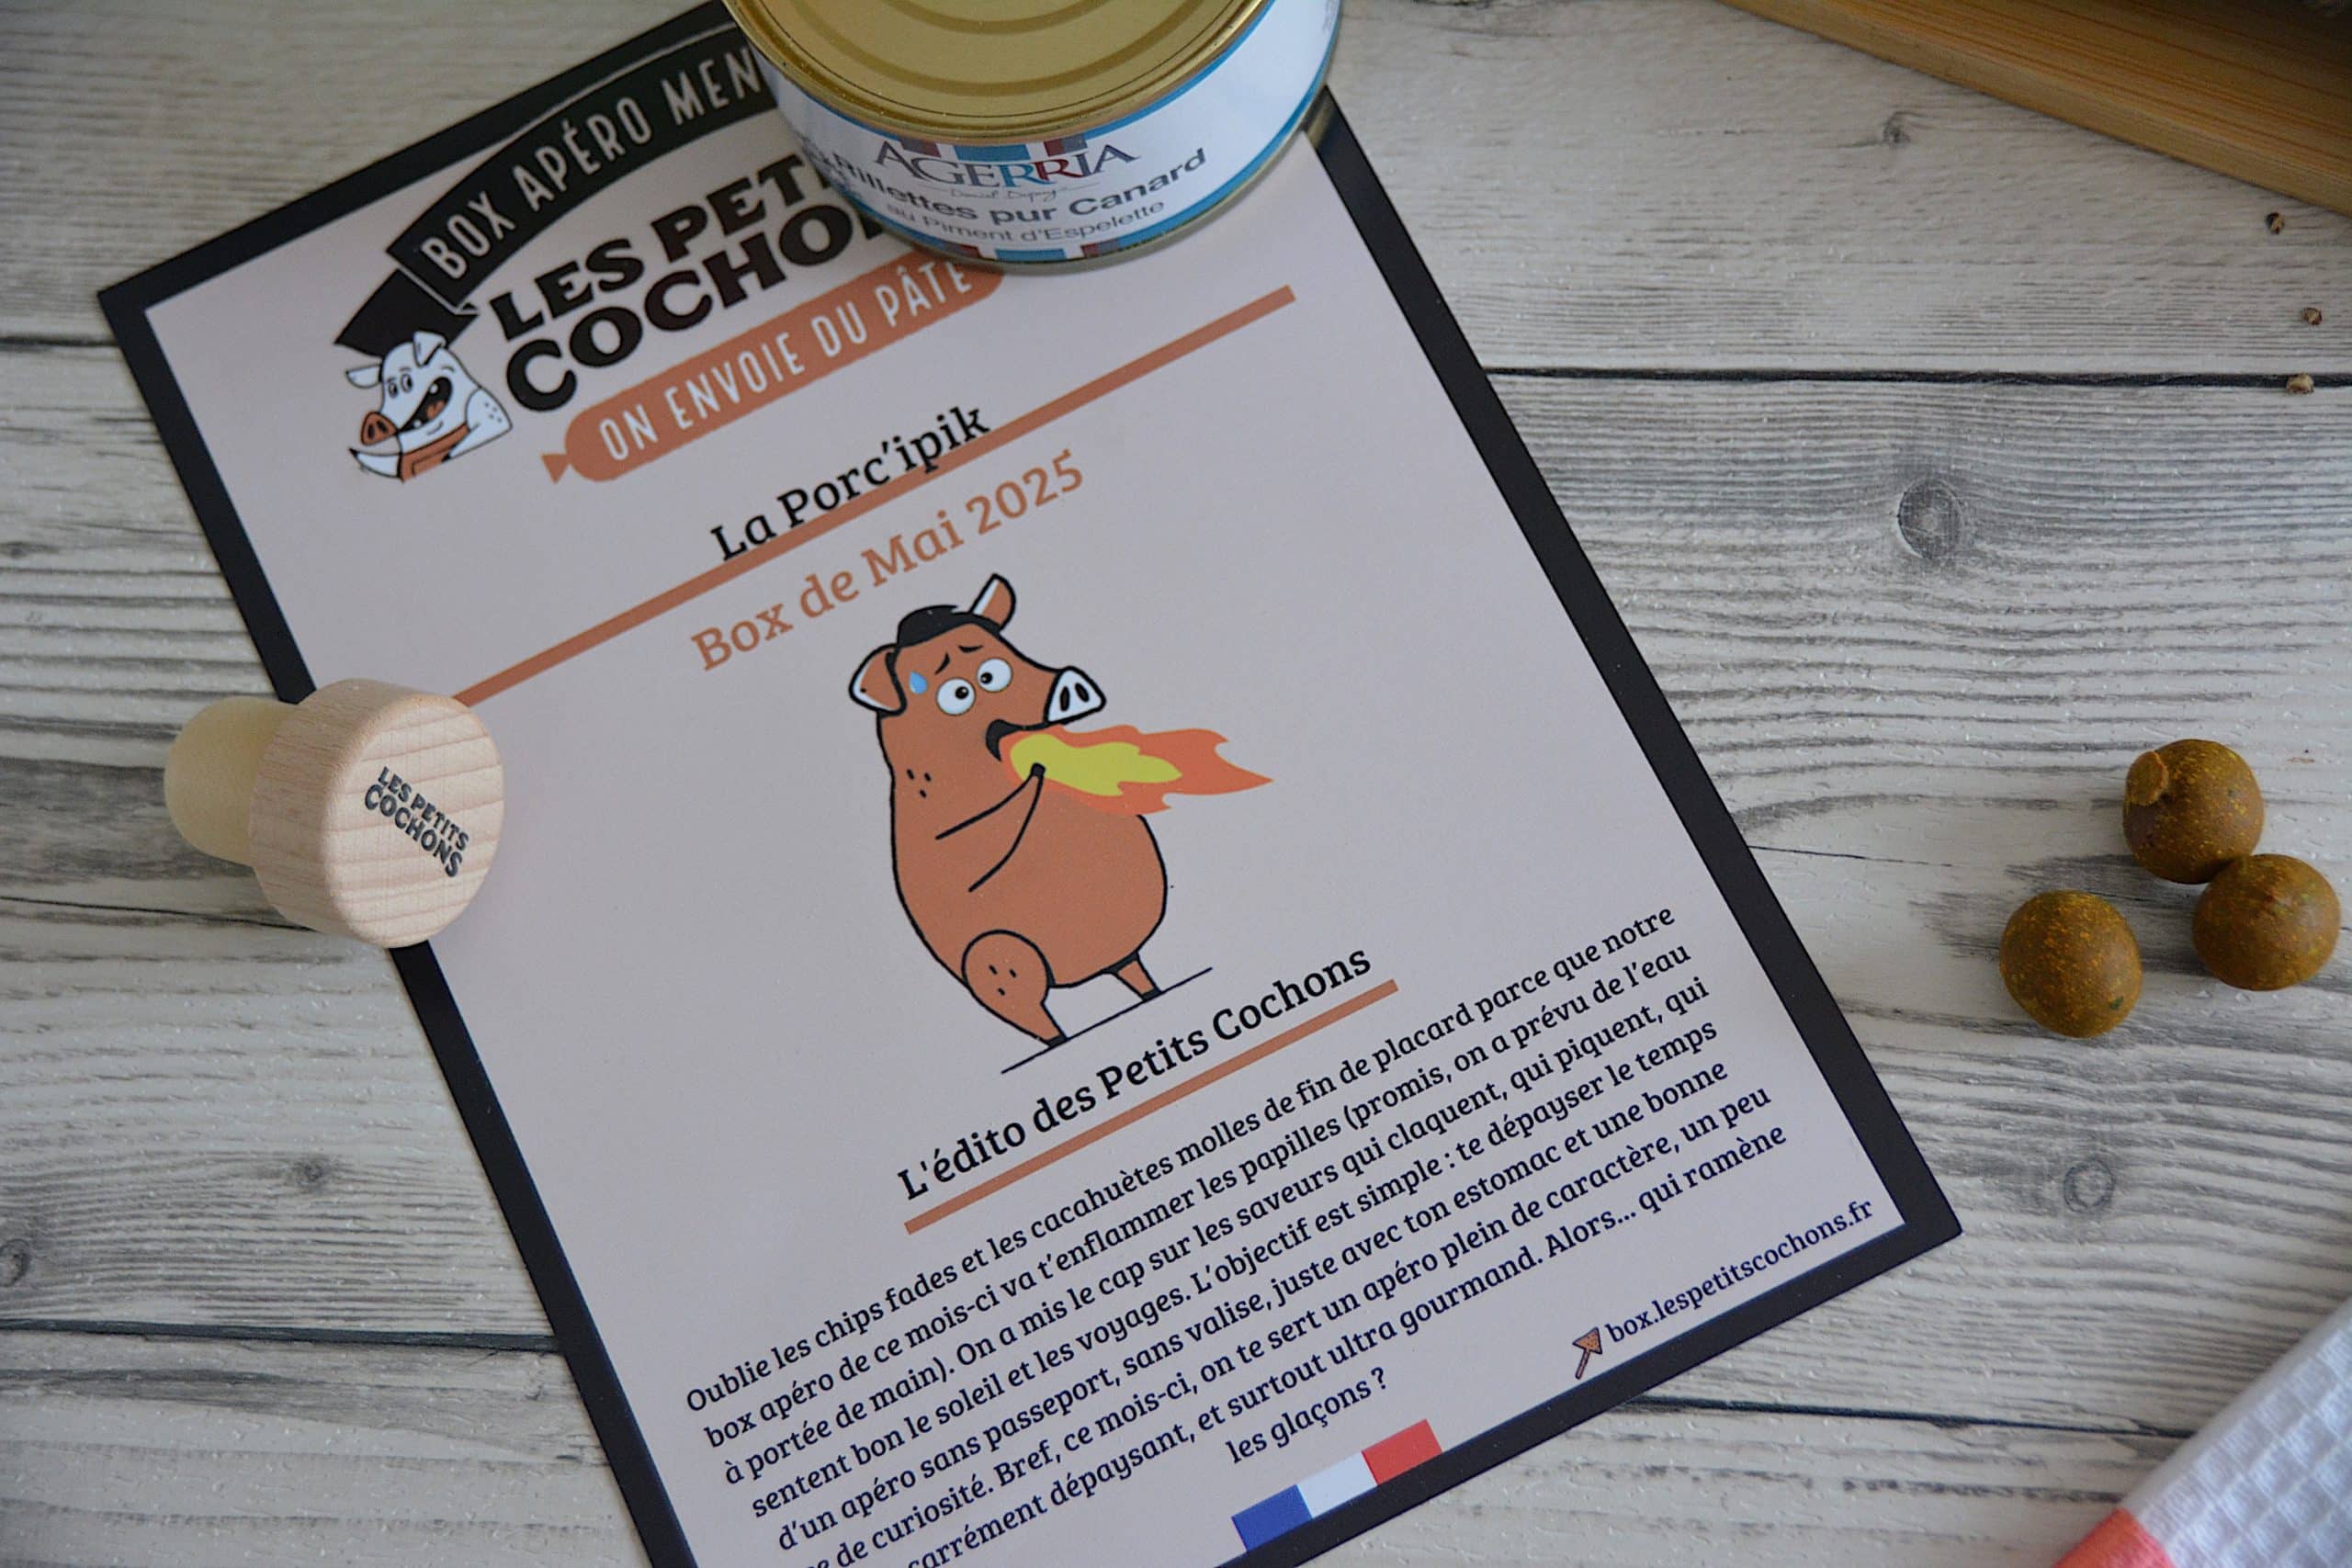 BOX APÉRO MEN
LES PETI
COCHO
ON ENVOIE DU PÂTÉ
AGERRIA
Rillettes pur Canard
au Piment d'Espelette
La Porc'ipik
Box de Mai 2025
LES PETITS
COCHONS
L'édito des Petits Cochons
Oublie les chips fades et les cacahuètes molles de fin de placard parce que notre
box apéro de ce mois-ci va t'enflammer les papilles (promis, on a prévu de l'eau
à portée de main). On a mis le cap sur les saveurs qui claquent, qui piquent, qui
sentent bon le soleil et les voyages. L'objectif est simple : te dépayser le temps
d'un apéro sans passeport, sans valise, juste avec ton estomac et une bonne
de curiosité. Bref, ce mois-ci, on te sert un apéro plein de caractère, un peu
carrément dépaysant, et surtout ultra gourmand. Alors... qui ramène
les glaçons ?
box.lespetitscochons.fr